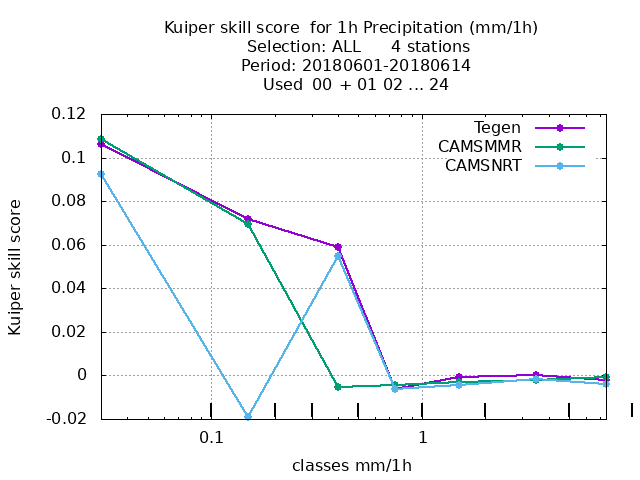 Kuiper skill score  for 1h Precipitation (mm/1h)
Selection: ALL      4 stations
Period: 20180601-20180614
Used  00 + 01 02 ... 24
Tegen
CAMSMMR
CAMSNRT
0.12
0.1
0.08
0.06
0.04
0.02
0
-0.02
Kuiper skill score
0.1
1
classes mm/1h